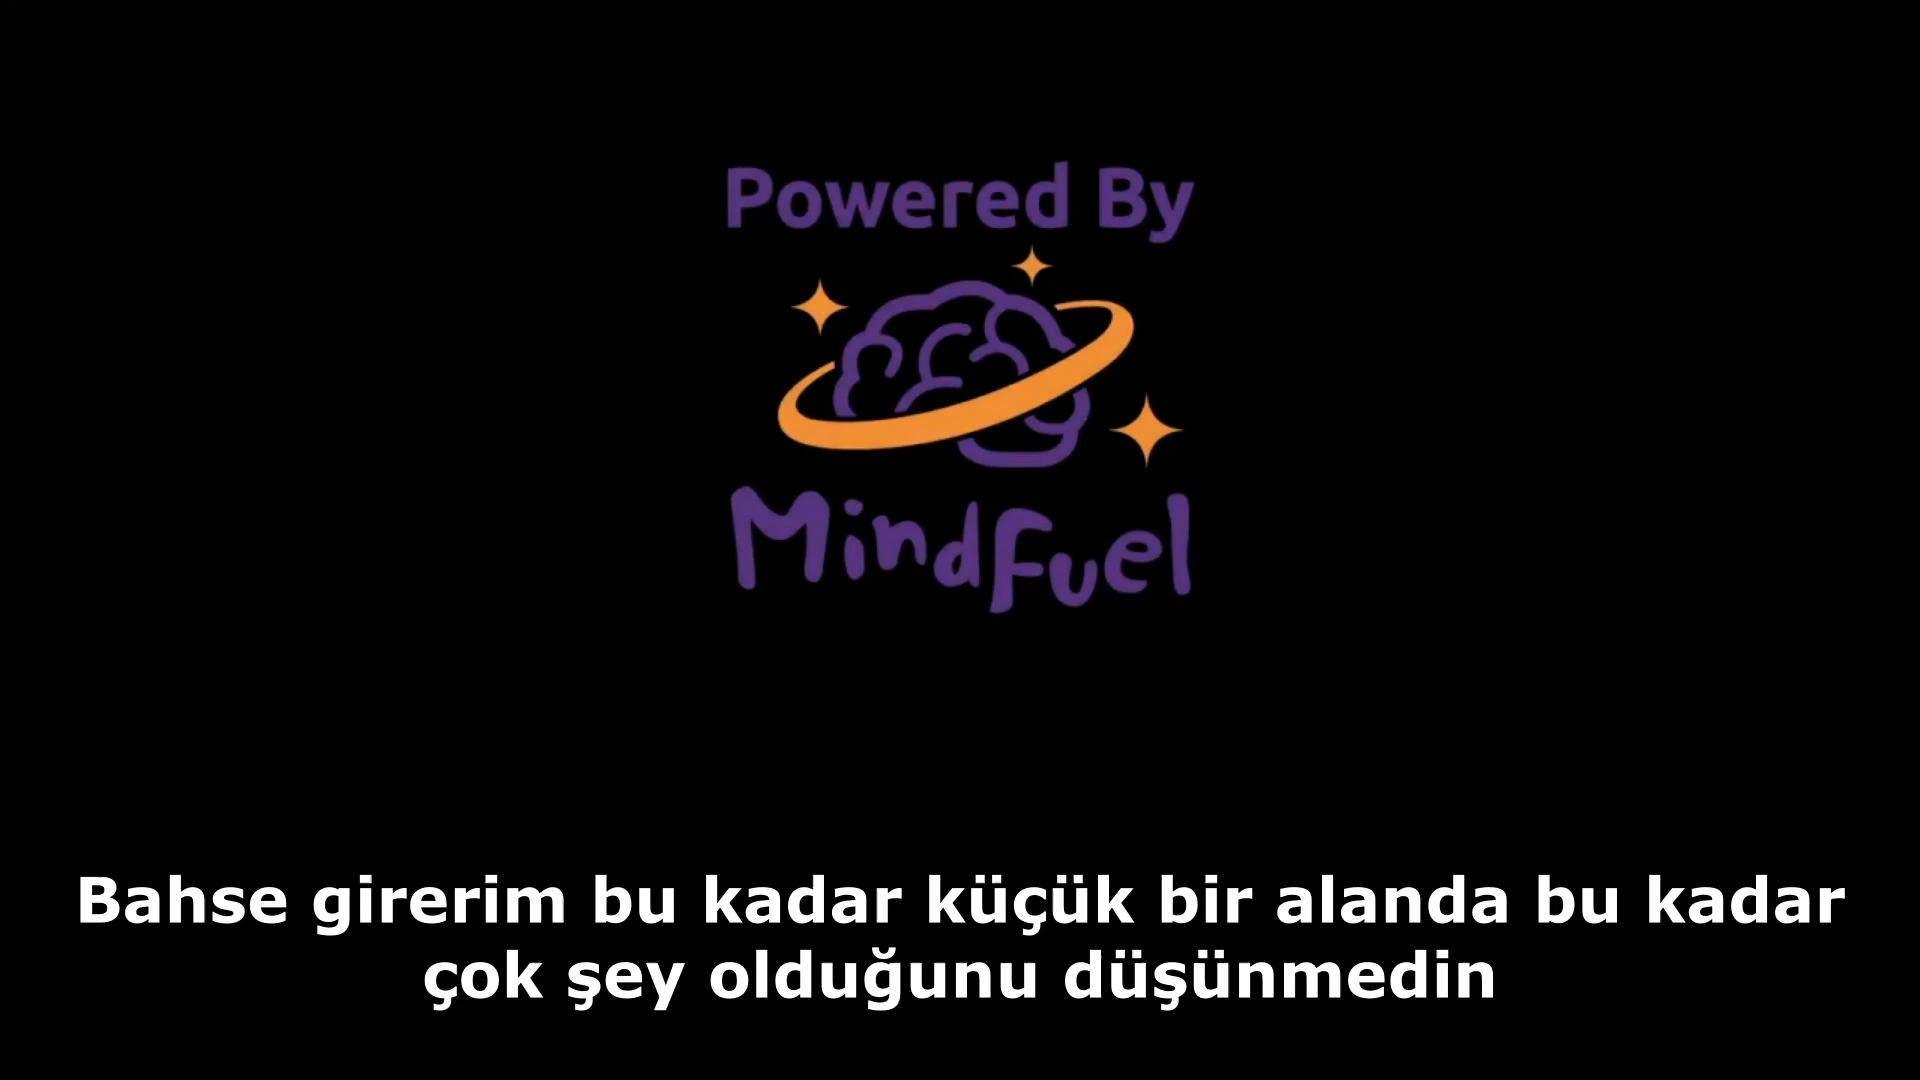 Powered By
Mindfuel
Bahse girerim bu kadar küçük bir alanda bu kadar
çok şey olduğunu düşünmedin